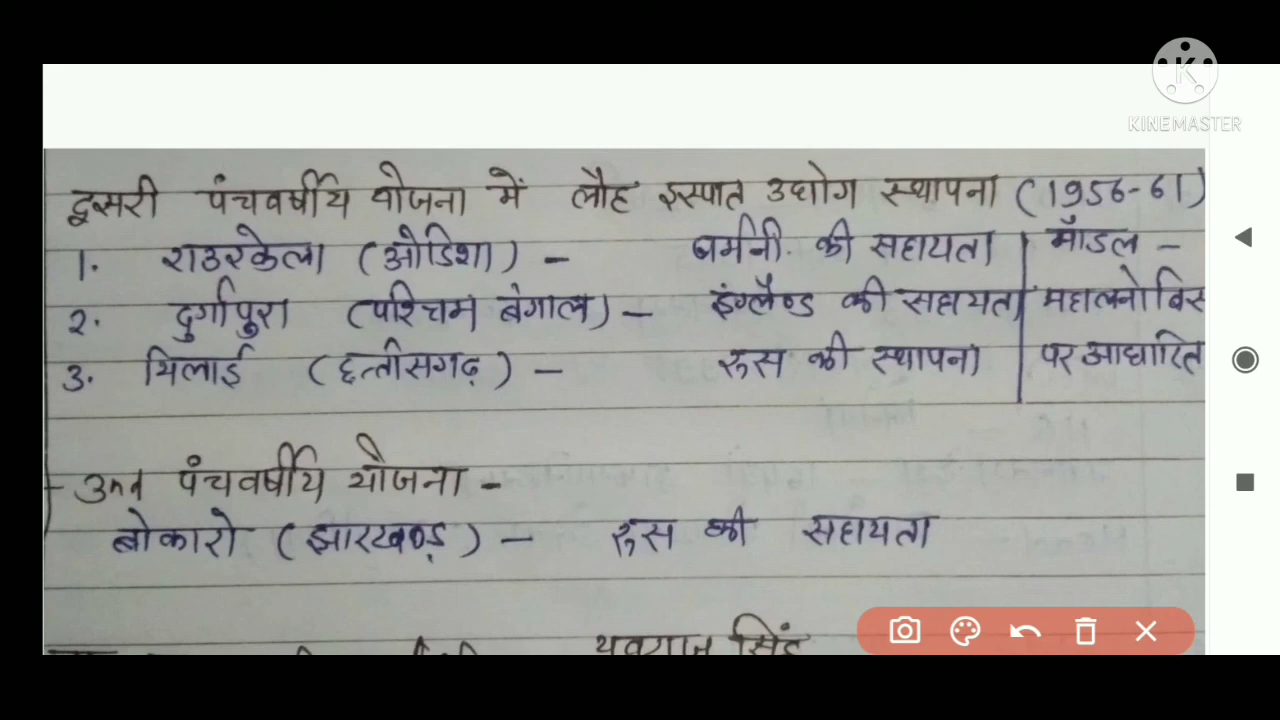 KINEMASTER
दूसरी पंचवर्षीय योजना में लौह इस्पात उद्योग स्थापना (1956-61)
1. राउरकेला (ओडिशा) - जर्मनी की सहायता मॉडल -
2. दुर्गापुरा (पश्चिम बंगाल) - इंग्लैण्ड की सहायता महालनोविस
3. भिलाई (छत्तीसगढ़) - रुस की स्थापना पर आधारित
पंचवर्षीय योजना -
बोकारो (झारखण्ड़) - रुस की सहायता
सिंह